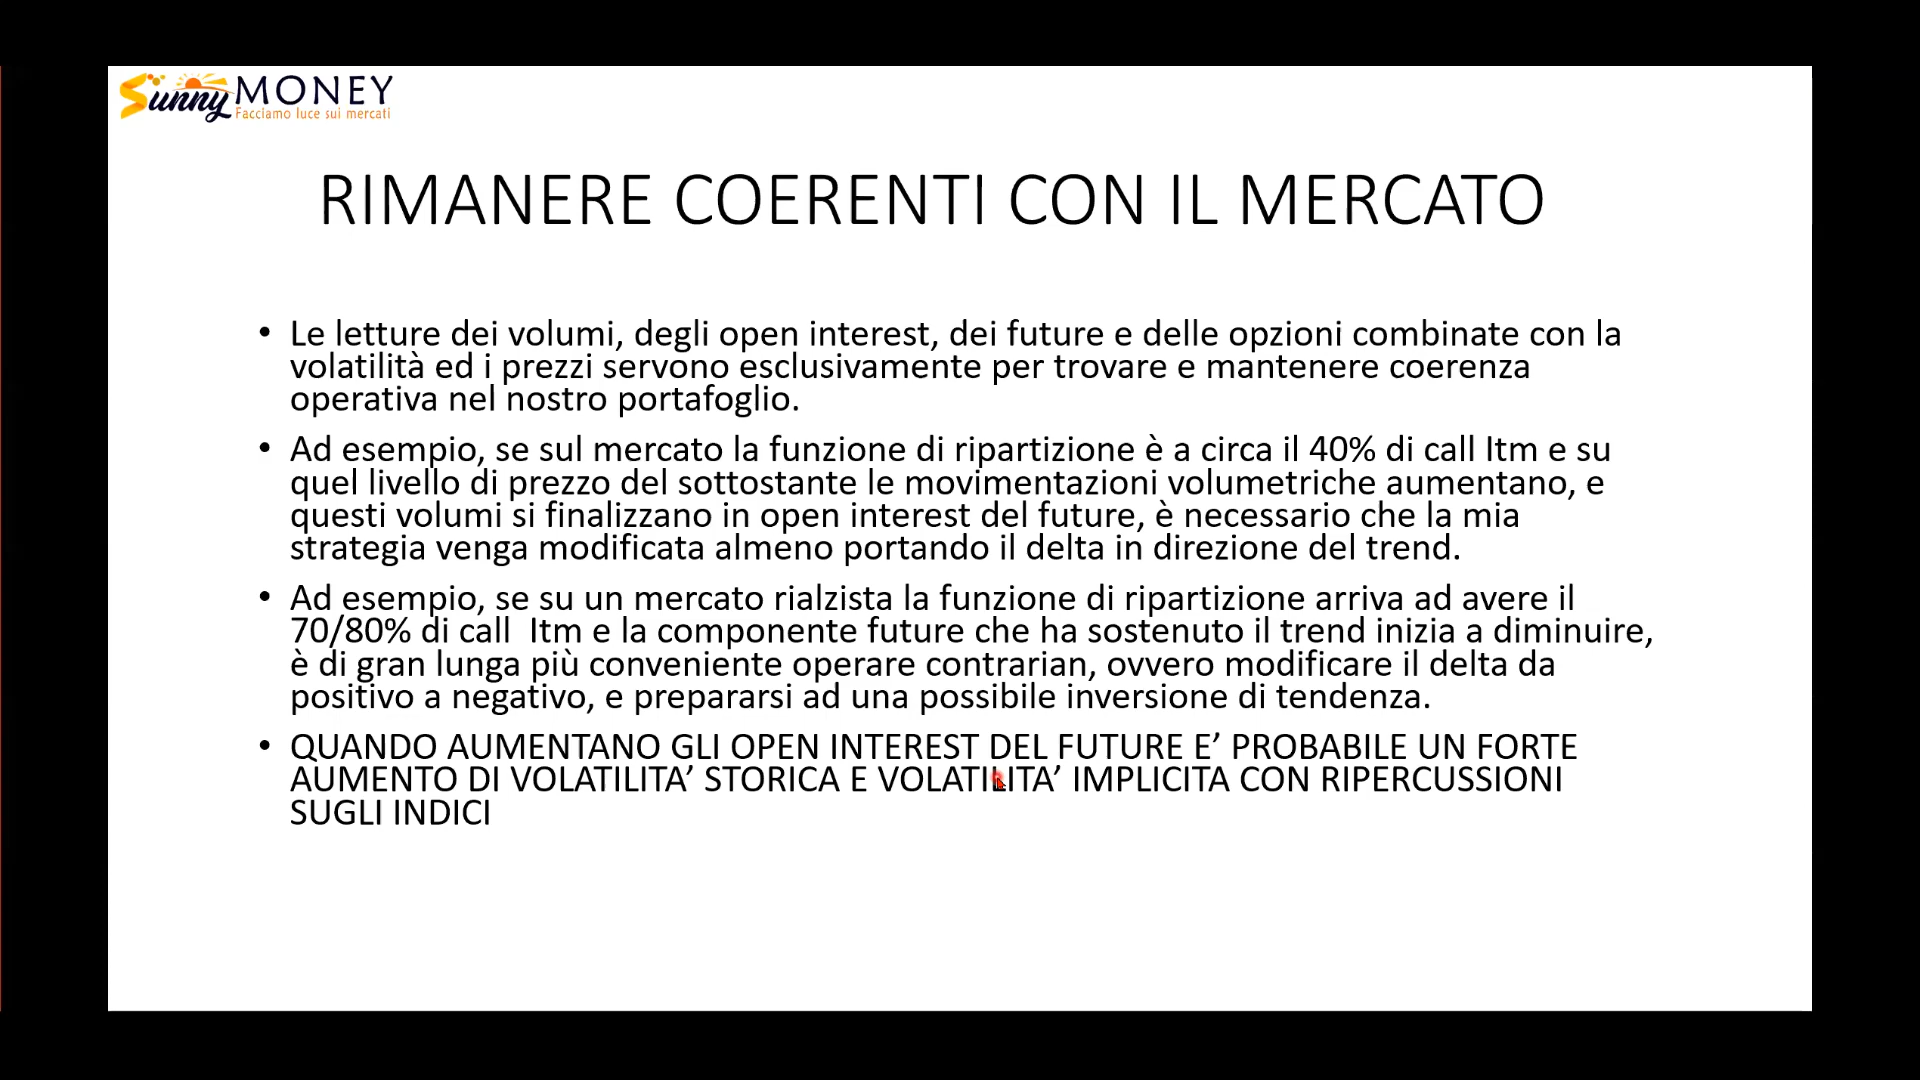 Sunny MONEY
Facciamo luce sui mercati
RIMANERE COERENTI CON IL MERCATO
• Le letture dei volumi, degli open interest, dei future e delle opzioni combinate con la
volatilità ed i prezzi servono esclusivamente per trovare e mantenere coerenza
operativa nel nostro portafoglio.
• Ad esempio, se sul mercato la funzione di ripartizione è a circa il 40% di call Itm e su
quel livello di prezzo del sottostante le movimentazioni volumetriche aumentano, e
questi volumi si finalizzano in open interest del future, è necessario che la mia
strategia venga modificata almeno portando il delta in direzione del trend.
• Ad esempio, se su un mercato rialzista la funzione di ripartizione arriva ad avere il
70/80% di call  Itm e la componente future che ha sostenuto il trend inizia a diminuire,
è di gran lunga più conveniente operare contrarian, ovvero modificare il delta da
positivo a negativo, e prepararsi ad una possibile inversione di tendenza.
• QUANDO AUMENTANO GLI OPEN INTEREST DEL FUTURE E’ PROBABILE UN FORTE
AUMENTO DI VOLATILITA’ STORICA E VOLATILITA’ IMPLICITA CON RIPERCUSSIONI
SUGLI INDICI